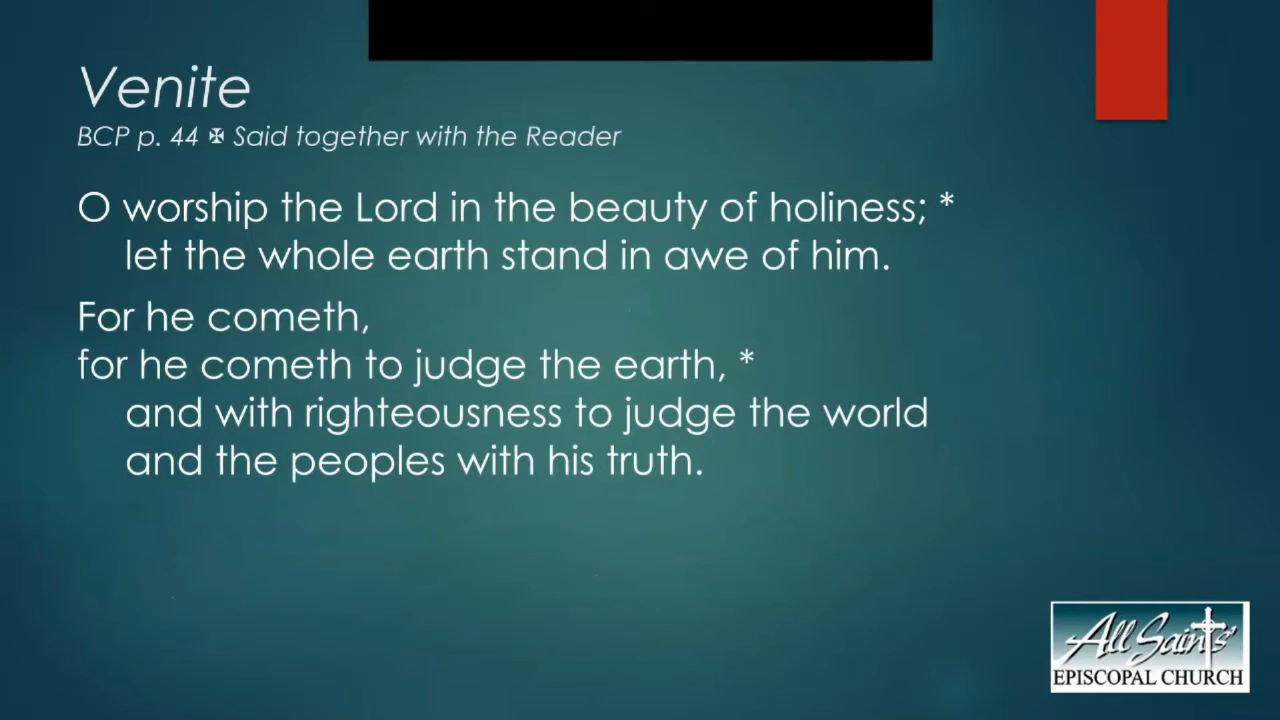 Venite
BCP p. 44 ✠ Said together with the Reader
O worship the Lord in the beauty of holiness; *
let the whole earth stand in awe of him.
For he cometh,
for he cometh to judge the earth, *
and with righteousness to judge the world
and the peoples with his truth.
All Saints'
EPISCOPAL CHURCH